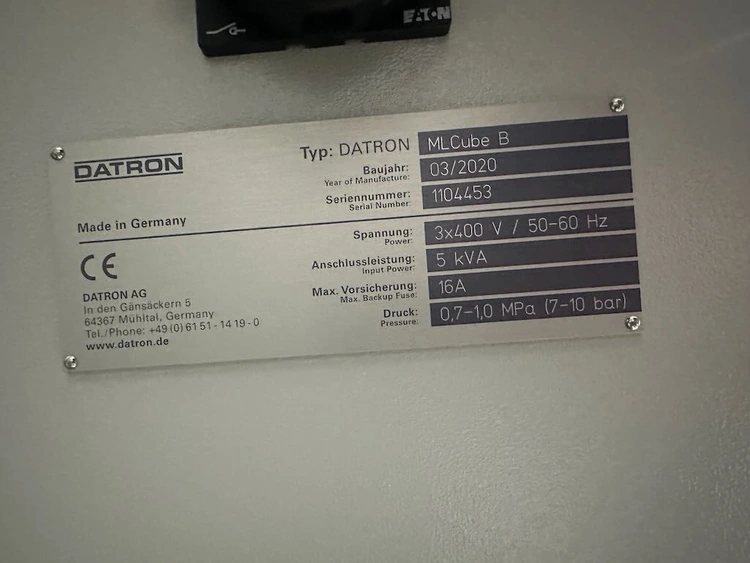 EATON
DATRON
Made in Germany
DATRON AG
In den Gänsäckern 5
64367 Mühltal, Germany
Tel./Phone: +49 (0) 61 51 - 14 19 - 0
www.datron.de
Typ: DATRON MLCube B
Baujahr: 03/2020
Year of Manufacture:
Seriennummer: 1104453
Serial Number:
Spannung: 3x400 V / 50-60 Hz
Power:
Anschlussleistung: 5 kVA
Input Power:
Max. Vorsicherung: 16A
Max. Backup Fuse:
Druck: 0,7-1,0 MPa (7-10 bar)
Pressure: